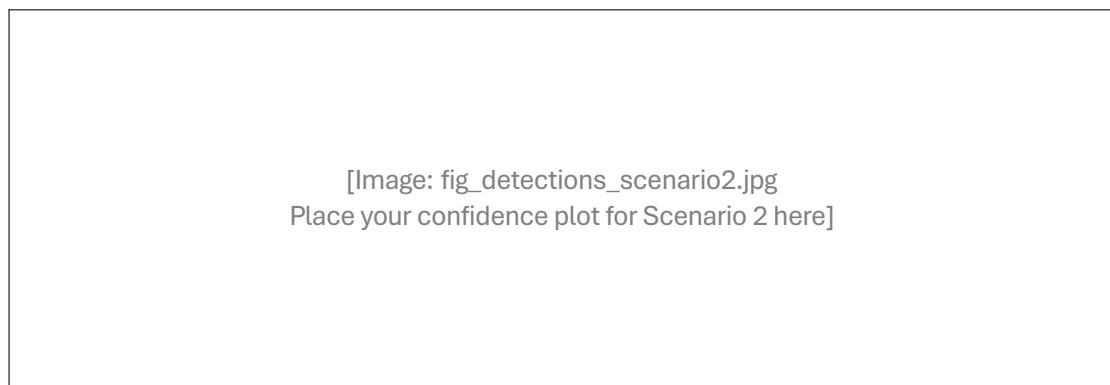 [Image: fig_detections_scenario2.jpg
Place your confidence plot for Scenario 2 here]